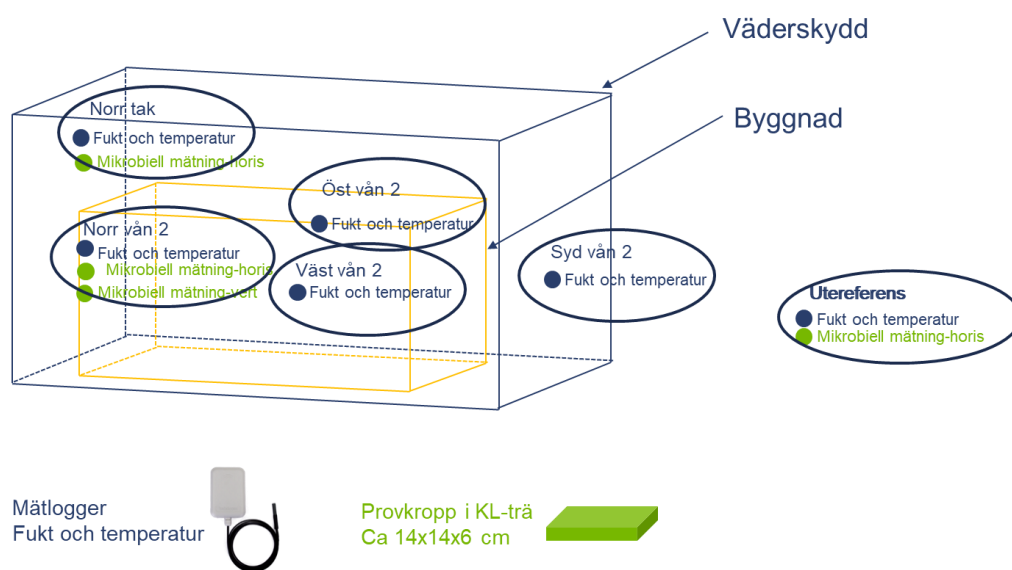 Väderskydd
Byggnad
Norr tak
Fukt och temperatur
Mikrobiell mätning-horis
Öst vån 2
Fukt och temperatur
Norr vån 2
Fukt och temperatur
Mikrobiell mätning-horis
Mikrobiell mätning-vert
Väst vån 2
Fukt och temperatur
Syd vån 2
Fukt och temperatur
Utereferens
Fukt och temperatur
Mikrobiell mätning-horis
Mätlogger
Fukt och temperatur
Provkropp i KL-trä
Ca 14x14x6 cm